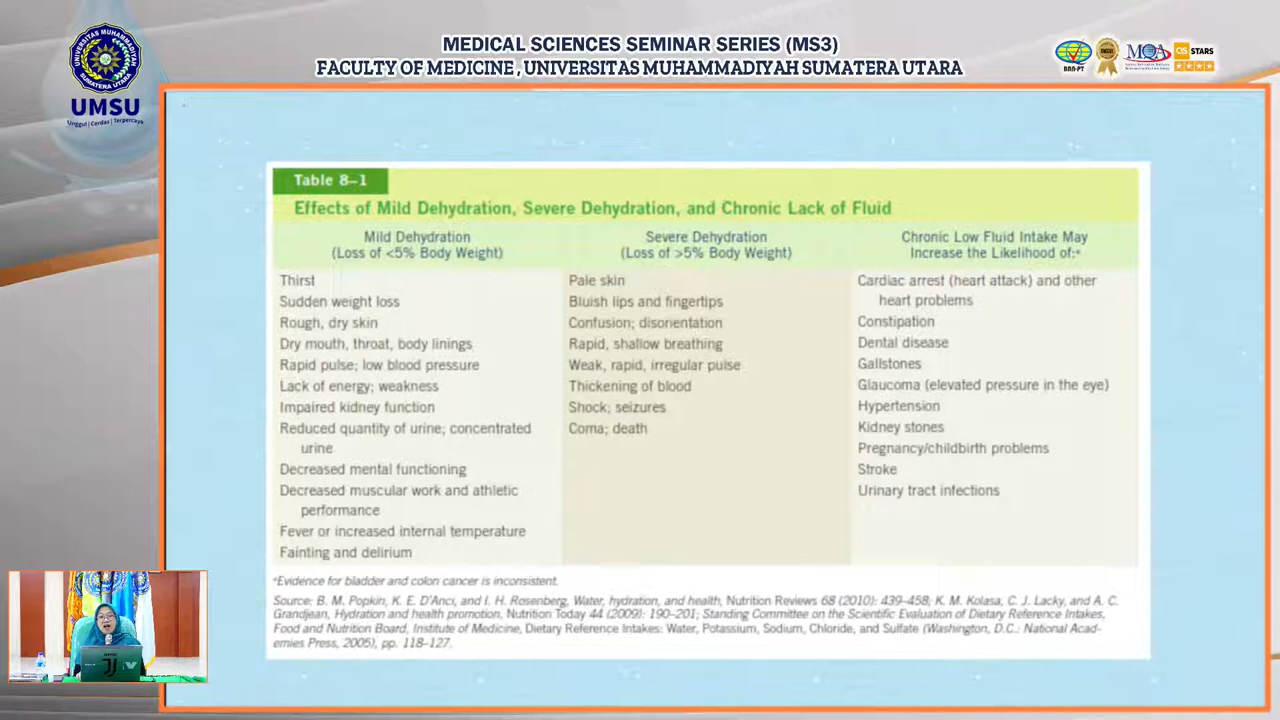 MEDICAL SCIENCES SEMINAR SERIES (MS3)
FACULTY OF MEDICINE , UNIVERSITAS MUHAMMADIYAH SUMATERA UTARA
UMSU
Unggul | Cerdas | Terpercaya
BAN-PT
MQA
STARS
Table 8–1
Effects of Mild Dehydration, Severe Dehydration, and Chronic Lack of Fluid
Mild Dehydration
(Loss of <5% Body Weight)
Thirst
Sudden weight loss
Rough, dry skin
Dry mouth, throat, body linings
Rapid pulse; low blood pressure
Lack of energy; weakness
Impaired kidney function
Reduced quantity of urine; concentrated
urine
Decreased mental functioning
Decreased muscular work and athletic
performance
Fever or increased internal temperature
Fainting and delirium
Severe Dehydration
(Loss of >5% Body Weight)
Pale skin
Bluish lips and fingertips
Confusion; disorientation
Rapid, shallow breathing
Weak, rapid, irregular pulse
Thickening of blood
Shock; seizures
Coma; death
Chronic Low Fluid Intake May
Increase the Likelihood of:ª
Cardiac arrest (heart attack) and other
heart problems
Constipation
Dental disease
Gallstones
Glaucoma (elevated pressure in the eye)
Hypertension
Kidney stones
Pregnancy/childbirth problems
Stroke
Urinary tract infections
ªEvidence for bladder and colon cancer is inconsistent.
Source: B. M. Popkin, K. E. D'Anci, and I. H. Rosenberg, Water, hydration, and health, Nutrition Reviews 68 (2010): 439–458; K. M. Kolasa, C. J. Lacky, and A. C.
Grandjean, Hydration and health promotion, Nutrition Today 44 (2009): 190–201; Standing Committee on the Scientific Evaluation of Dietary Reference Intakes,
Food and Nutrition Board, Institute of Medicine, Dietary Reference Intakes: Water, Potassium, Sodium, Chloride, and Sulfate (Washington, D.C.: National Acad-
emies Press, 2005), pp. 118–127.